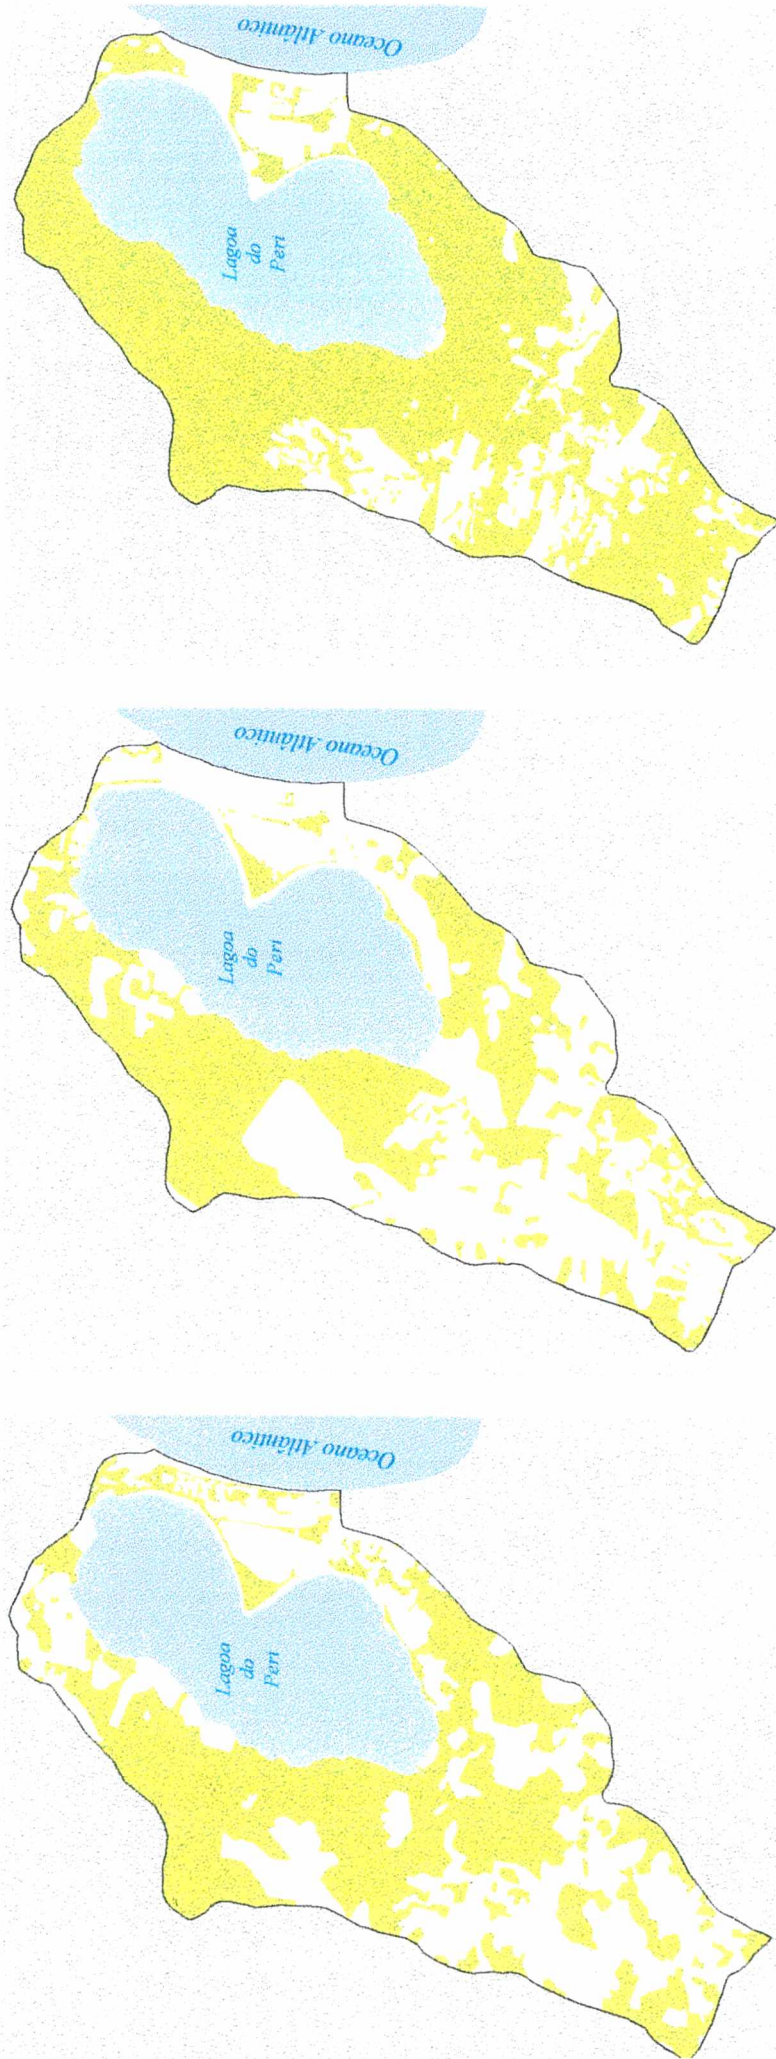 Oceano Atlântico
Lagoa
do
Peri
Oceano Atlântico
Lagoa
do
Peri
Oceano Atlântico
Lagoa
do
Peri